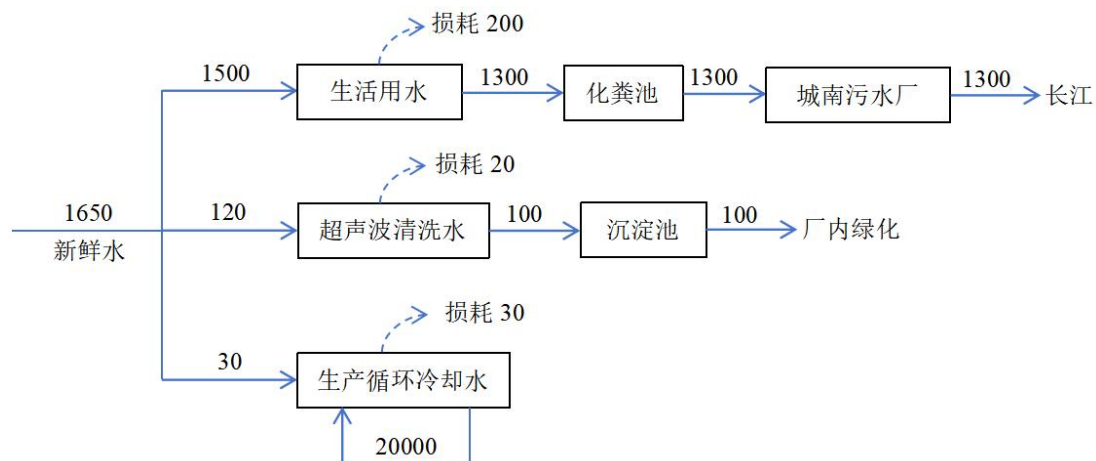 损耗 200
1500
生活用水
1300
化粪池
1300
城南污水厂
1300
长江
损耗 20
1650
新鲜水
120
超声波清洗水
100
沉淀池
100
厂内绿化
损耗 30
30
生产循环冷却水
20000